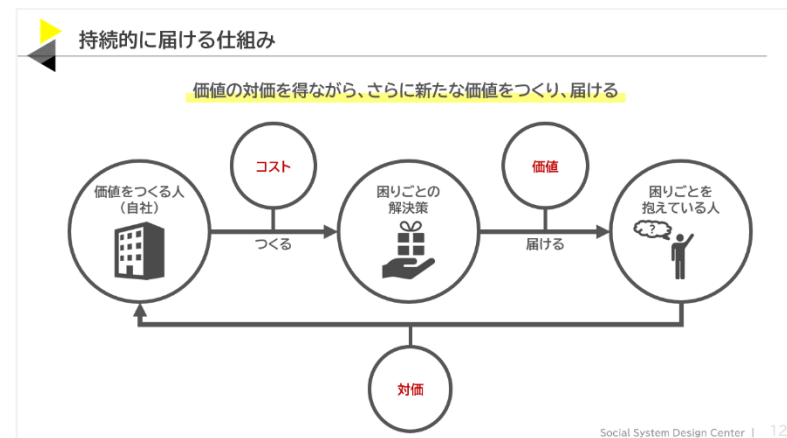 持続的に届ける仕組み
価値の対価を得ながら、さらに新たな価値をつくり、届ける
コスト
価値
価値をつくる人
（自社）
困りごとの
解決策
困りごとを
抱えている人
?
つくる
届ける
対価
Social System Design Center | 12